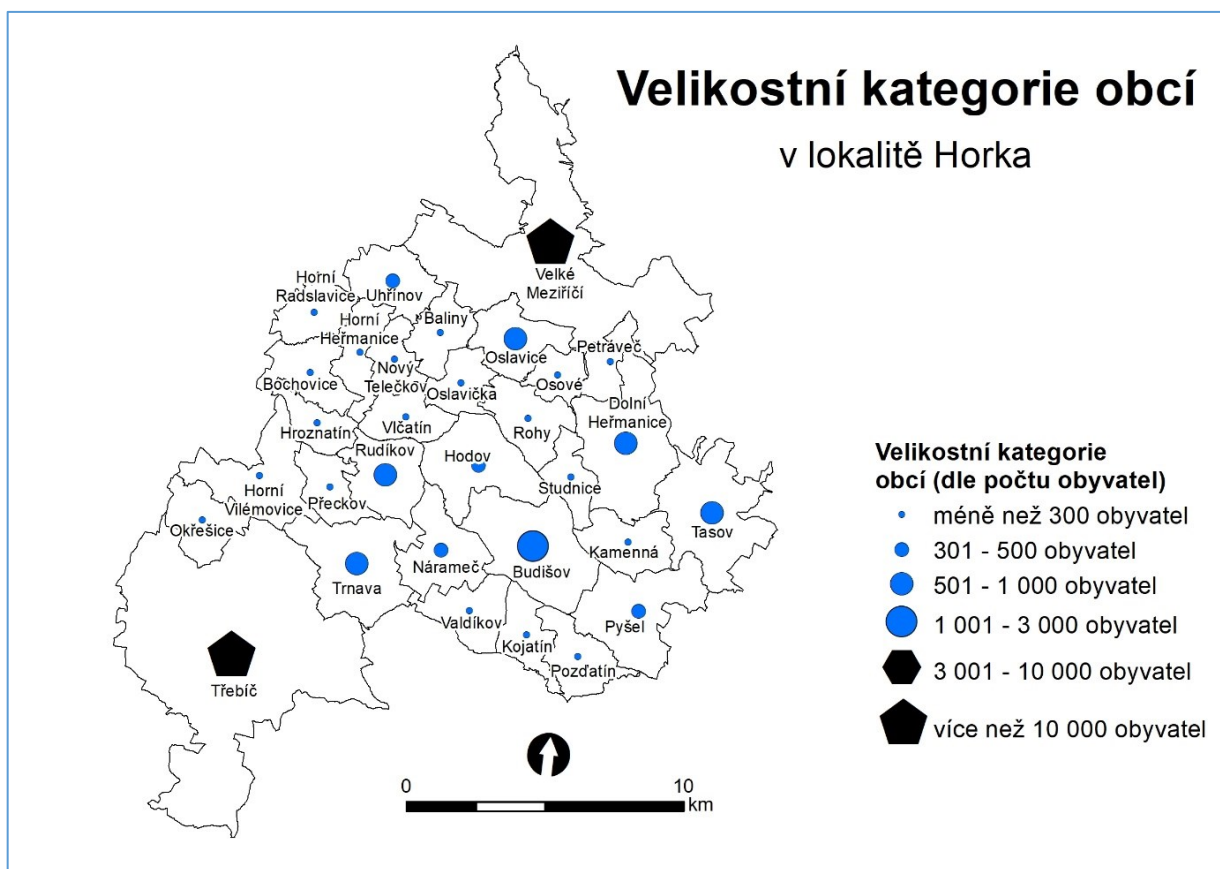 Velikostní kategorie obcí
v lokalitě Horka
Velké
Meziříčí
Horní
Radslavice
Uhřínov
Horní
Heřmanice
Baliny
Nový
Telečkov
Oslavice
Petráveč
Bochovice
Oslavička
Osové
Dolní
Heřmanice
Hroznatín
Vlčatín
Rohy
Rudíkov
Hodov
Studnice
Horní
Vilémovice
Přeckov
Okřešice
Tasov
Kamenná
Nárameč
Budišov
Trnava
Valdíkov
Kojatín
Pyšel
Pozďatín
Třebíč
Velikostní kategorie
obcí (dle počtu obyvatel)
méně než 300 obyvatel
301 - 500 obyvatel
501 - 1 000 obyvatel
1 001 - 3 000 obyvatel
3 001 - 10 000 obyvatel
více než 10 000 obyvatel
0 10
km